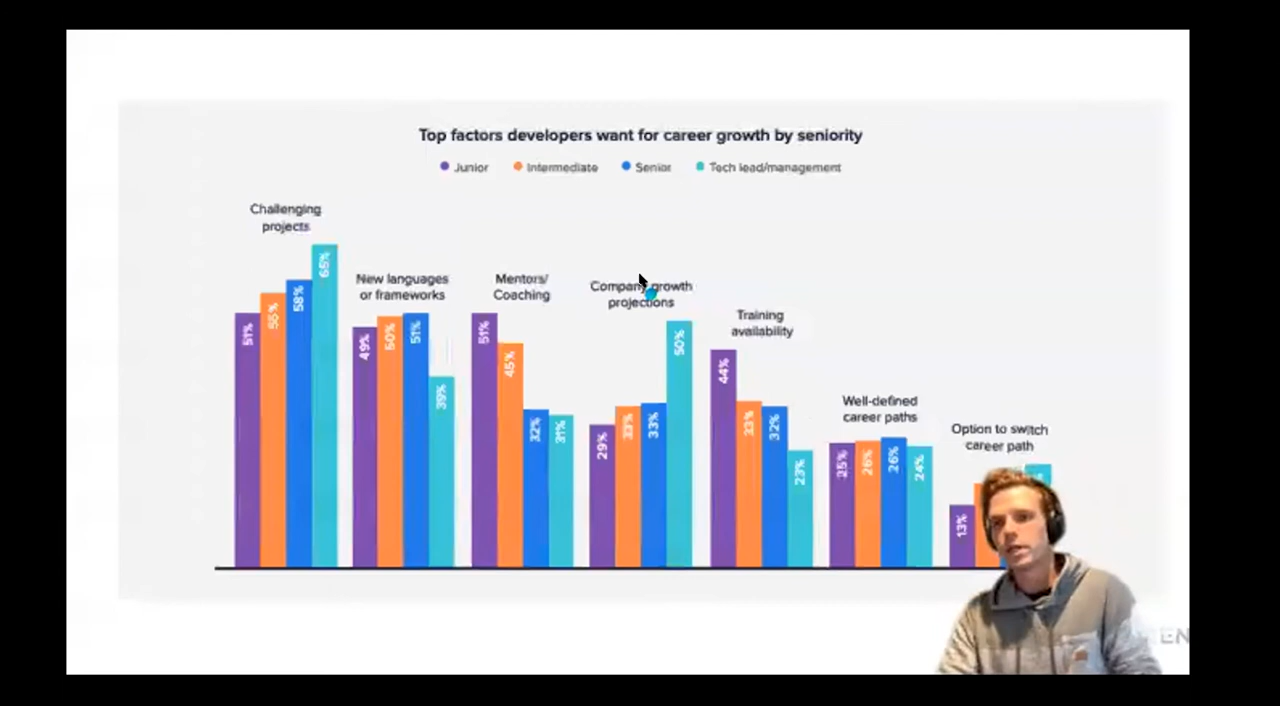 Top factors developers want for career growth by seniority
Junior Intermediate Senior Tech lead/management
Challenging
projects
51% 55% 58% 65%
New languages
or frameworks
49% 50% 51% 39%
Mentors/
Coaching
51% 45% 32% 31%
Company growth
projections
29% 33% 33% 50%
Training
availability
44% 33% 32% 23%
Well-defined
career paths
25% 26% 26% 24%
Option to switch
career path
13%